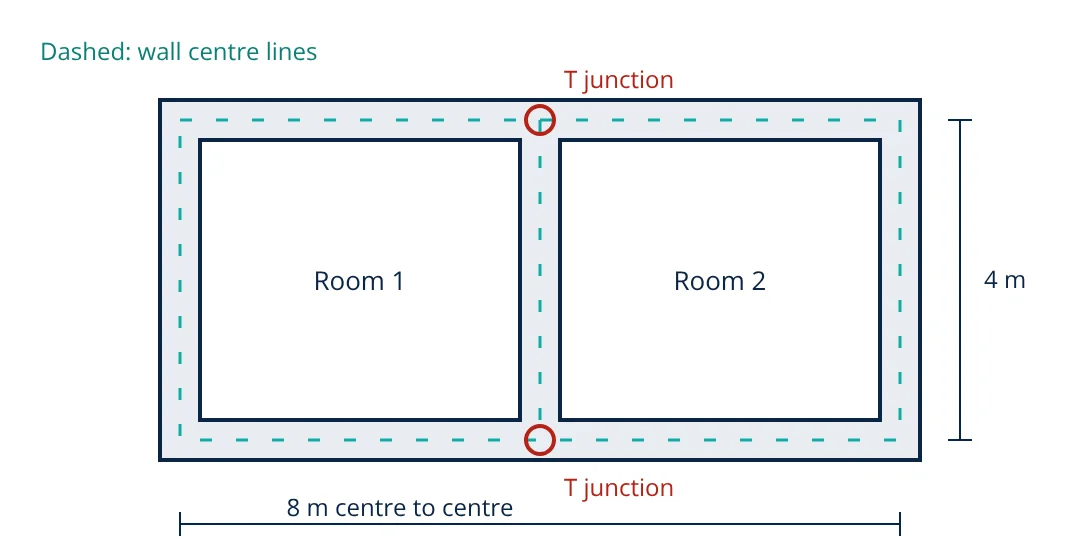 Dashed: wall centre lines
T junction
Room 1
Room 2
4 m
T junction
8 m centre to centre